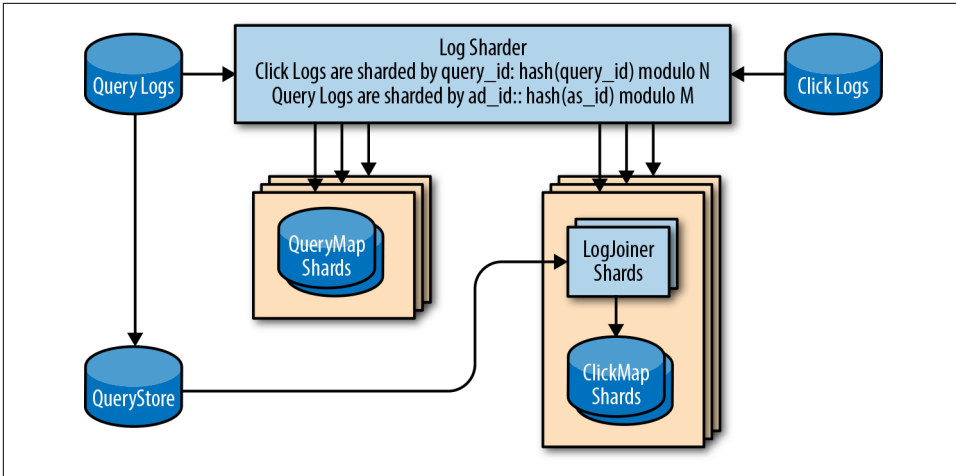 Log Sharder
Query Logs
Click Logs are sharded by query_id: hash(query_id) modulo N
Query Logs are sharded by ad_id:: hash(as_id) modulo M
Click Logs
QueryMap
Shards
LogJoiner
Shards
QueryStore
ClickMap
Shards